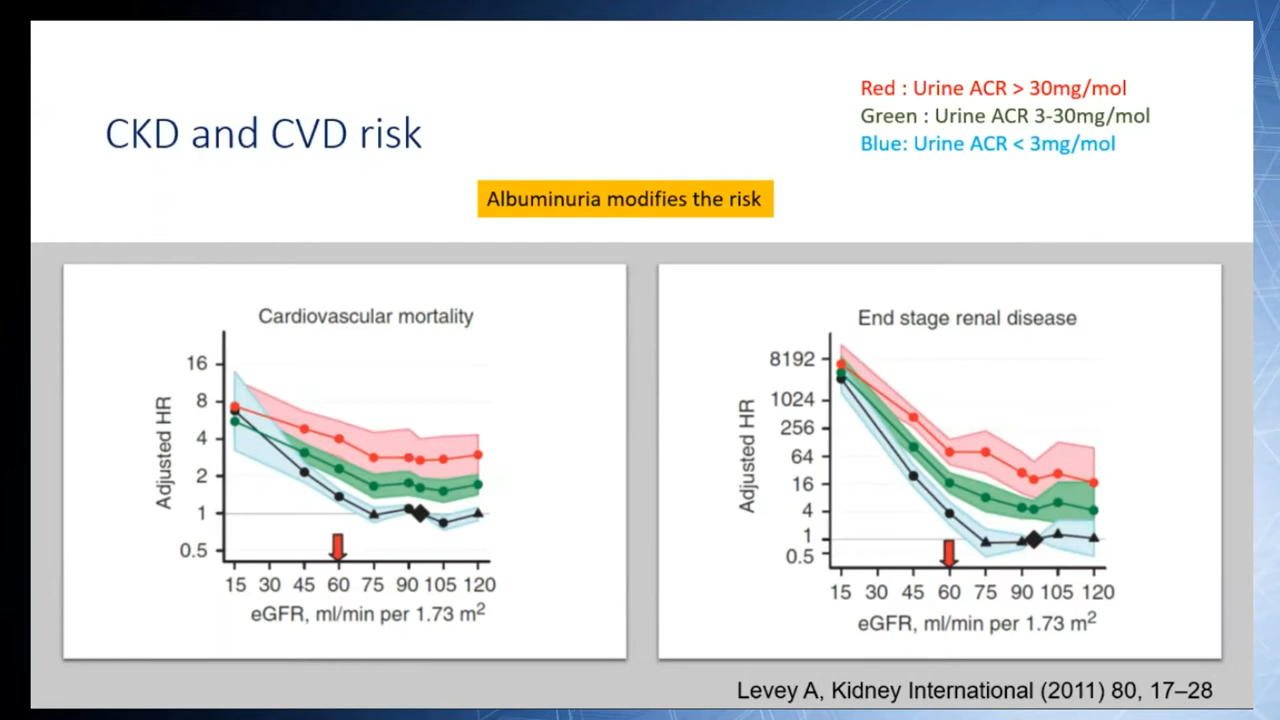 Red : Urine ACR > 30mg/mol
Green : Urine ACR 3-30mg/mol
Blue: Urine ACR < 3mg/mol
CKD and CVD risk
Albuminuria modifies the risk
Cardiovascular mortality
Adjusted HR
16
8
4
2
1
0.5
15 30 45 60 75 90 105 120
eGFR, ml/min per 1.73 m²
End stage renal disease
Adjusted HR
8192
1024
256
64
16
4
1
0.5
15 30 45 60 75 90 105 120
eGFR, ml/min per 1.73 m²
Levey A, Kidney International (2011) 80, 17–28